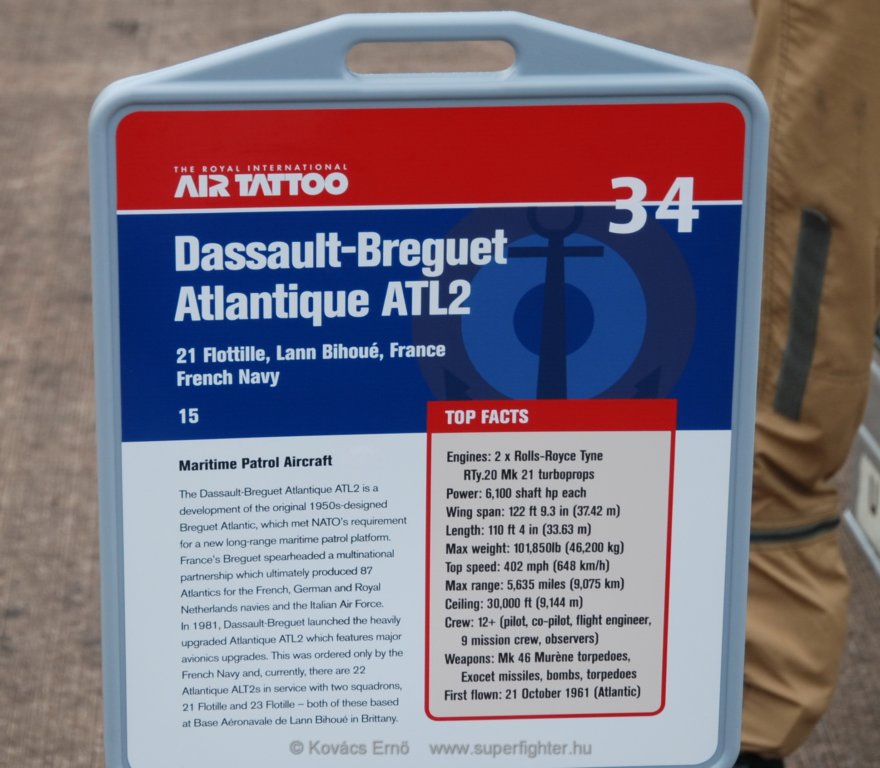 THE ROYAL INTERNATIONAL
AIR TATTOO
34
Dassault-Breguet
Atlantique ATL2
21 Flottille, Lann Bihoué, France
French Navy
15
Maritime Patrol Aircraft
The Dassault-Breguet Atlantique ATL2 is a
development of the original 1950s-designed
Breguet Atlantic, which met NATO's requirement
for a new long-range maritime patrol platform.
France's Breguet spearheaded a multinational
partnership which ultimately produced 87
Atlantics for the French, German and Royal
Netherlands navies and the Italian Air Force.
In 1981, Dassault-Breguet launched the heavily
upgraded Atlantique ATL2 which features major
avionics upgrades. This was ordered only by the
French Navy and, currently, there are 22
Atlantique ALT2s in service with two squadrons,
21 Flotille and 23 Flotille – both of these based
at Base Aéronavale de Lann Bihoué in Brittany.
TOP FACTS
Engines: 2 x Rolls-Royce Tyne
RTy.20 Mk 21 turboprops
Power: 6,100 shaft hp each
Wing span: 122 ft 9.3 in (37.42 m)
Length: 110 ft 4 in (33.63 m)
Max weight: 101,850lb (46,200 kg)
Top speed: 402 mph (648 km/h)
Max range: 5,635 miles (9,075 km)
Ceiling: 30,000 ft (9,144 m)
Crew: 12+ (pilot, co-pilot, flight engineer,
9 mission crew, observers)
Weapons: Mk 46 Murène torpedoes,
Exocet missiles, bombs, torpedoes
First flown: 21 October 1961 (Atlantic)
© Kovács Ernő www.superfighter.hu